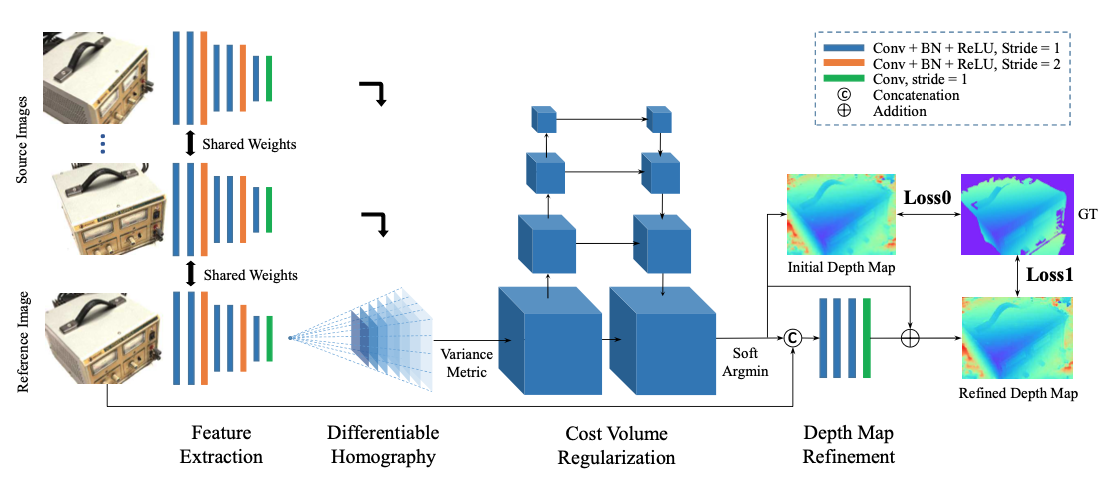 Source Images
Reference Image
Shared Weights
Shared Weights
Variance
Metric
Soft
Argmin
C
Conv + BN + ReLU, Stride = 1
Conv + BN + ReLU, Stride = 2
Conv, stride = 1
C Concatenation
Addition
Loss0
GT
Initial Depth Map
Loss1
Refined Depth Map
Feature
Extraction
Differentiable
Homography
Cost Volume
Regularization
Depth Map
Refinement